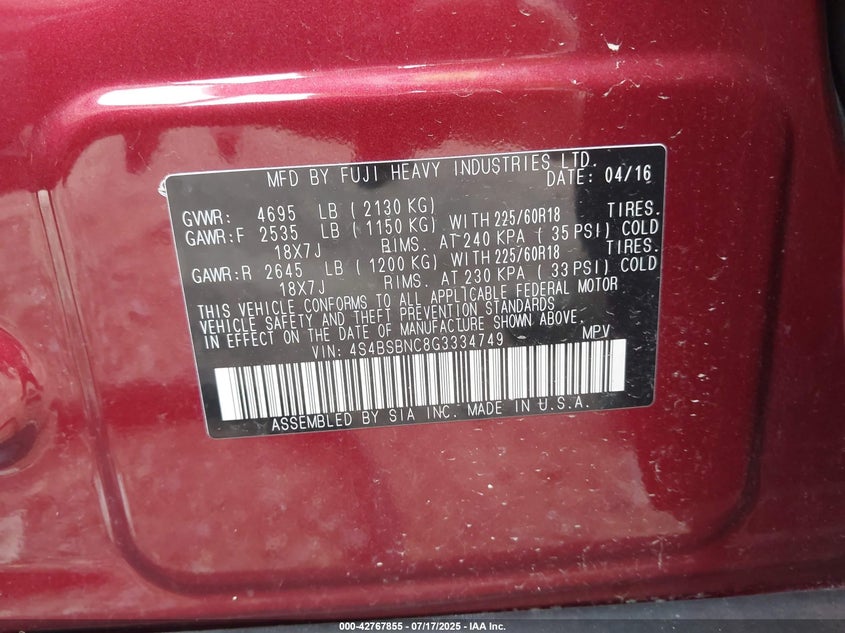 MFD BY FUJI HEAVY INDUSTRIES LTD.
DATE: 04/16
GVWR: 4695 LB ( 2130 KG)
GAWR:F 2535 LB ( 1150 KG) WITH 225/60R18 TIRES.
18X7J RIMS. AT 240 KPA ( 35 PSI) COLD
GAWR:R 2645 LB ( 1200 KG) WITH 225/60R18 TIRES.
18X7J RIMS. AT 230 KPA ( 33 PSI) COLD
THIS VEHICLE CONFORMS TO ALL APPLICABLE FEDERAL MOTOR
VEHICLE SAFETY AND THEFT PREVENTION STANDARDS
IN EFFECT ON THE DATE OF MANUFACTURE SHOWN ABOVE.
VIN: 4S4BSBNC8G3334749 MPV
ASSEMBLED BY SIA INC. MADE IN U.S.A.
000-42767855 - 07/17/2025 - IAA Inc.